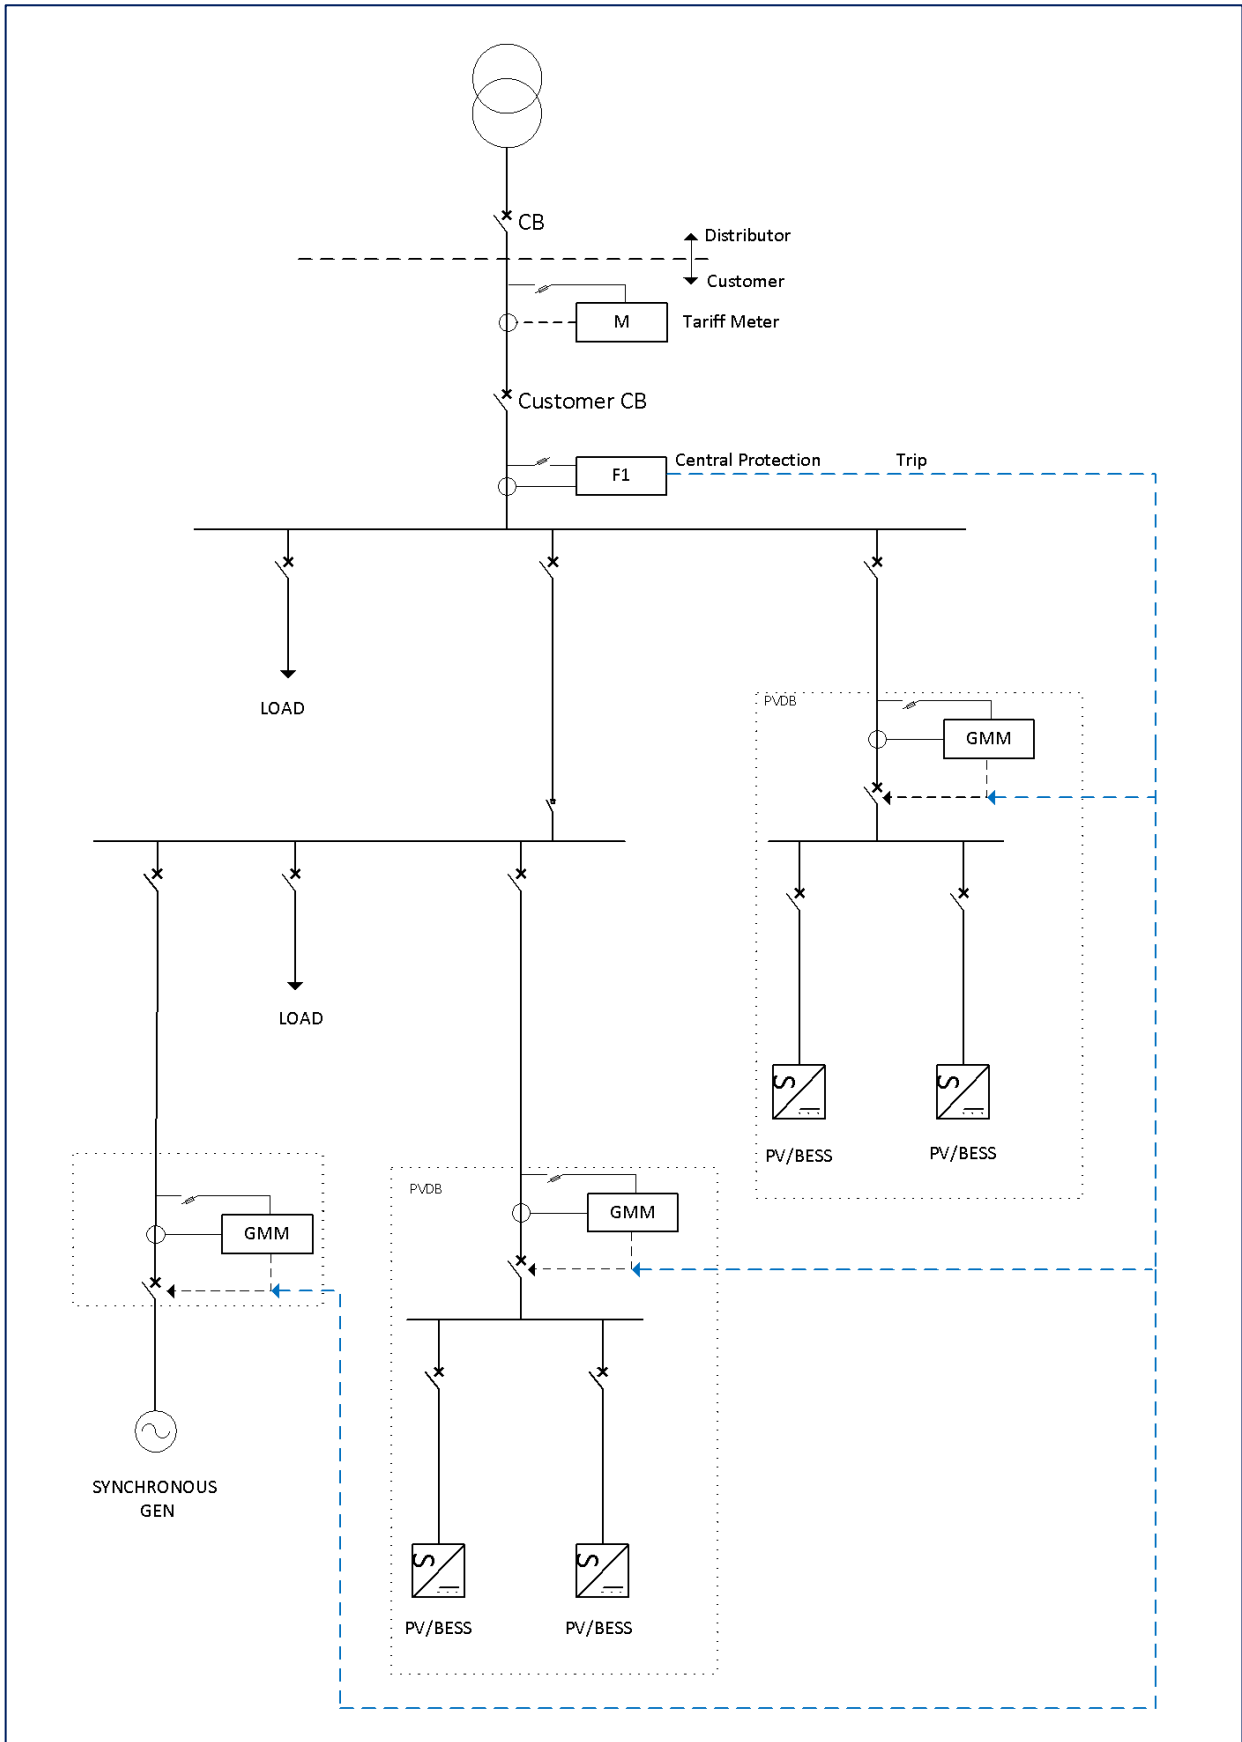 CB
Distributor
Customer
M
Tariff Meter
Customer CB
F1
Central Protection
Trip
LOAD
PVDB
GMM
LOAD
PV/BESS
PV/BESS
GMM
PVDB
GMM
SYNCHRONOUS
GEN
PV/BESS
PV/BESS